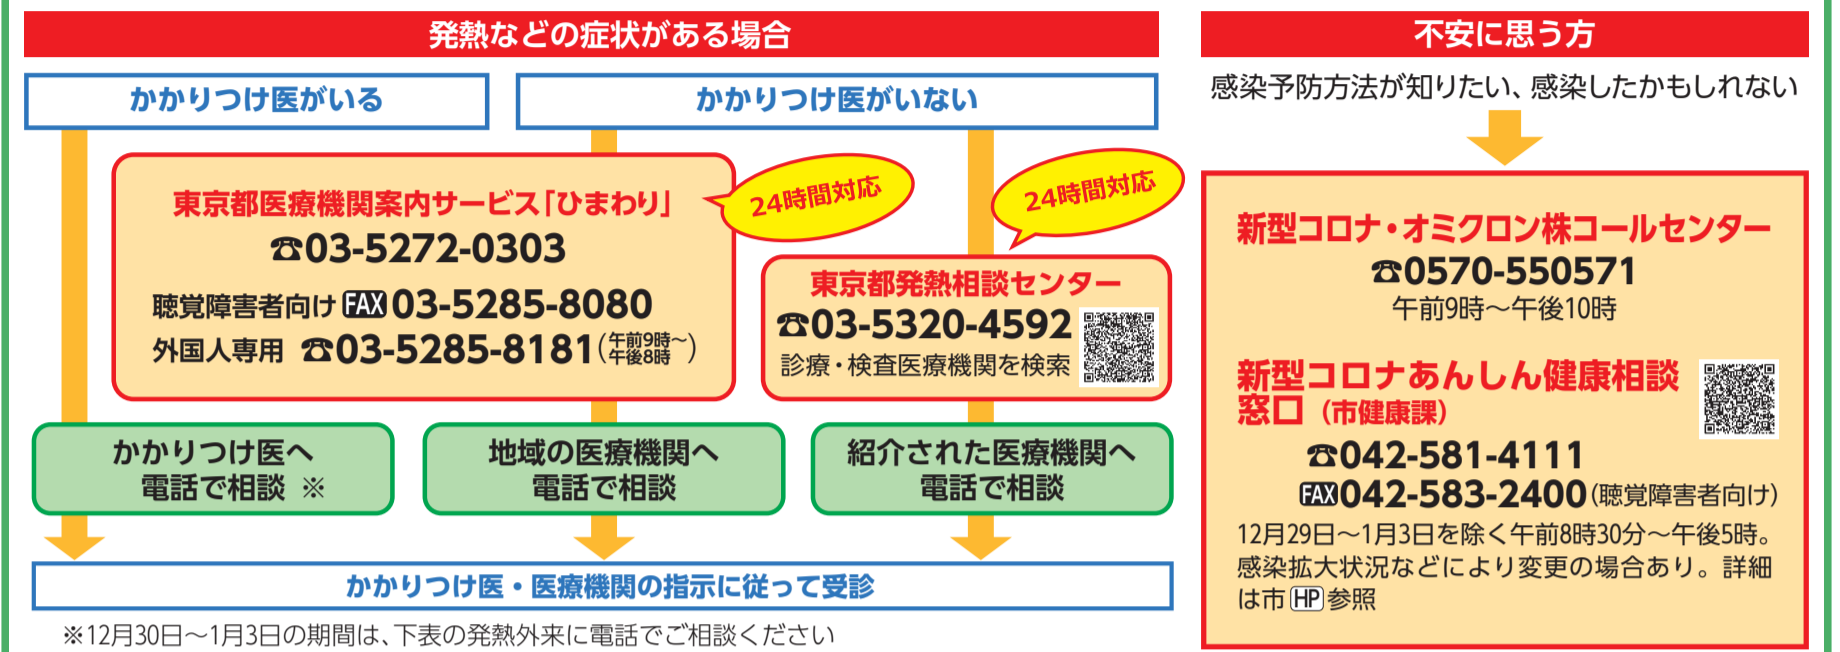 発熱などの症状がある場合
かかりつけ医がいる
かかりつけ医がいない
東京都医療機関案内サービス「ひまわり」
☎03-5272-0303
聴覚障害者向け FAX 03-5285-8080
外国人専用 ☎03-5285-8181(午前9時～午後8時)
24時間対応
24時間対応
東京都発熱相談センター
☎03-5320-4592
診療・検査医療機関を検索
かかりつけ医へ
電話で相談 ※
地域の医療機関へ
電話で相談
紹介された医療機関へ
電話で相談
かかりつけ医・医療機関の指示に従って受診
※12月30日～1月3日の期間は、下表の発熱外来に電話でご相談ください
不安に思う方
感染予防方法が知りたい、感染したかもしれない
新型コロナ・オミクロン株コールセンター
☎0570-550571
午前9時～午後10時
新型コロナあんしん健康相談
窓口（市健康課）
☎042-581-4111
FAX 042-583-2400(聴覚障害者向け)
12月29日～1月3日を除く午前8時30分～午後5時。
感染拡大状況などにより変更の場合あり。詳細
は市HP参照